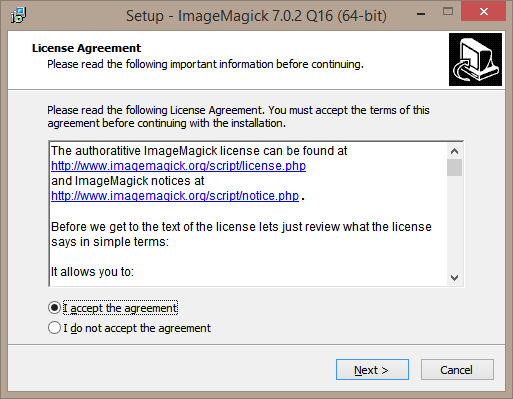 Setup - ImageMagick 7.0.2 Q16 (64-bit)
License Agreement
Please read the following important information before continuing.
Please read the following License Agreement. You must accept the terms of this
agreement before continuing with the installation.
The authoratitive ImageMagick license can be found at
http://www.imagemagick.org/script/license.php
and ImageMagick notices at
http://www.imagemagick.org/script/notice.php .
Before we get to the text of the license lets just review what the license
says in simple terms:
It allows you to:
I accept the agreement
I do not accept the agreement
Next >
Cancel